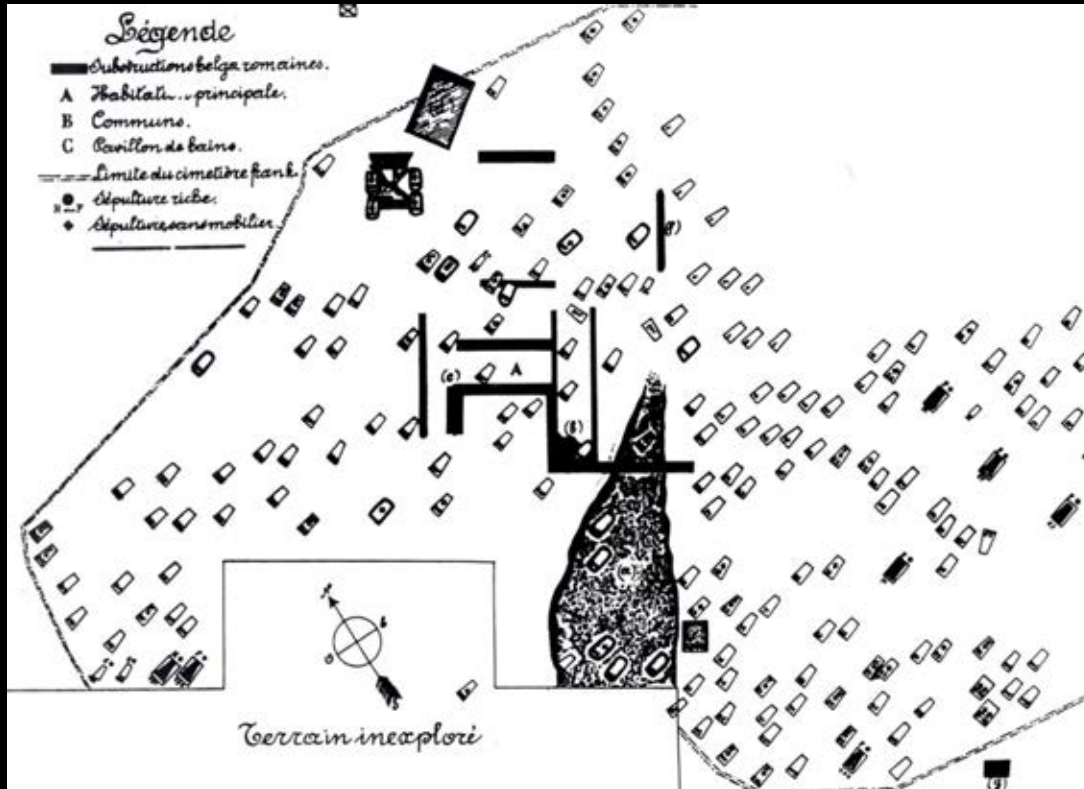 Légende
Substructions belgo romaines.
A Habitati... principale.
B Communs.
C Pavillon de bains.
Limite du cimetière frank.
Sépulture riche.
Sépulture sans mobilier.
(f)
(e)
A
(b)
(a)
Terrain inexploré
(g)